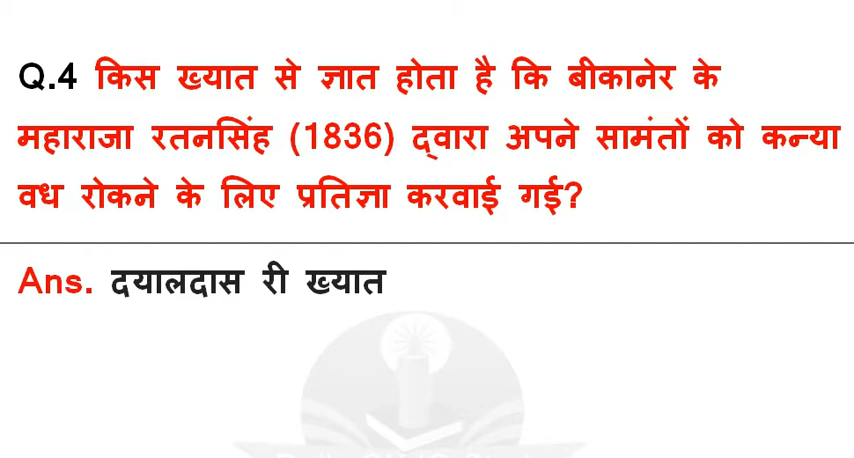 Q.4 किस ख्यात से ज्ञात होता है कि बीकानेर के
महाराजा रतनसिंह (1836) द्वारा अपने सामंतों को कन्या
वध रोकने के लिए प्रतिज्ञा करवाई गई?
Ans. दयालदास री ख्यात